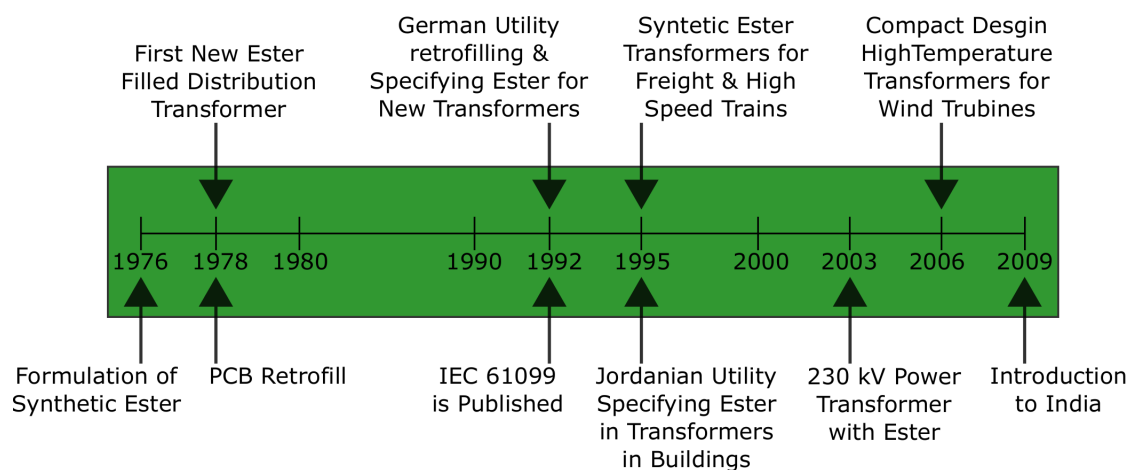 First New Ester
Filled Distribution
Transformer
German Utility
retrofilling &
Specifying Ester for
New Transformers
Syntetic Ester
Transformers for
Freight & High
Speed Trains
Compact Desgin
HighTemperature
Transformers for
Wind Trubines
1976 1978 1980 1990 1992 1995 2000 2003 2006 2009
Formulation of
Synthetic Ester
PCB Retrofill
IEC 61099
is Published
Jordanian Utility
Specifying Ester
in Transformers
in Buildings
230 kV Power
Transformer
with Ester
Introduction
to India